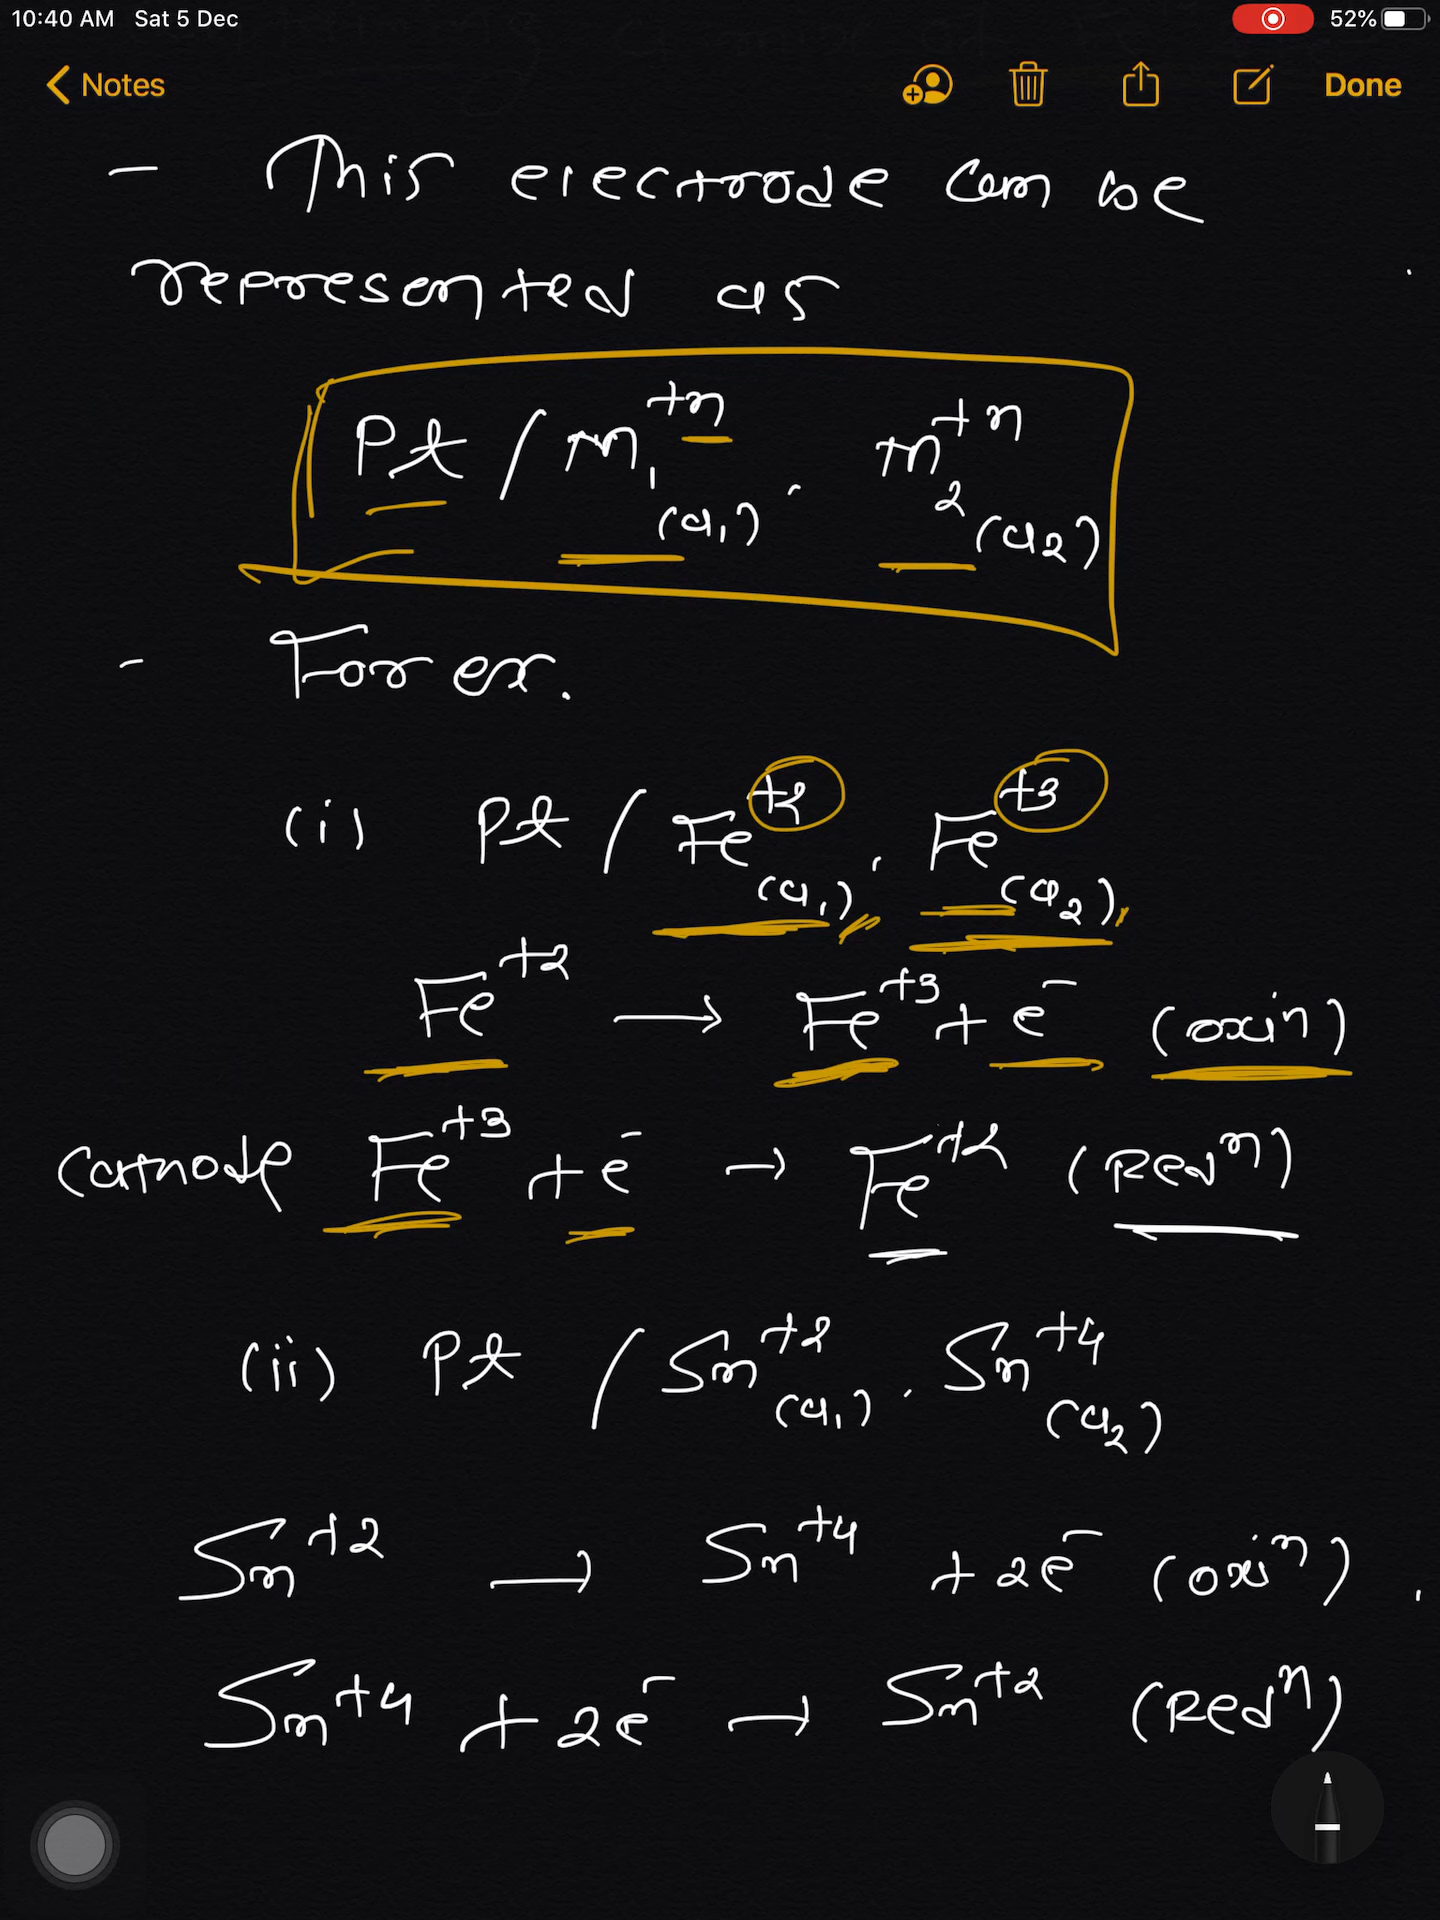 10:40 AM Sat 5 Dec 52%
Notes Done
- This electrode can be
represented as
Pt / M₁⁺ⁿ (a₁), M₂⁺ⁿ (a₂)
- For ex.
(i) Pt / Fe⁺² (a₁), Fe⁺³ (a₂),
Fe⁺² → Fe⁺³ + e⁻ (oxiⁿ)
Cathode Fe⁺³ + e⁻ → Fe⁺² (Redⁿ)
(ii) Pt / Sn⁺² (a₁), Sn⁺⁴ (a₂)
Sn⁺² → Sn⁺⁴ + 2e⁻ (oxiⁿ).
Sn⁺⁴ + 2e⁻ → Sn⁺² (Redⁿ)